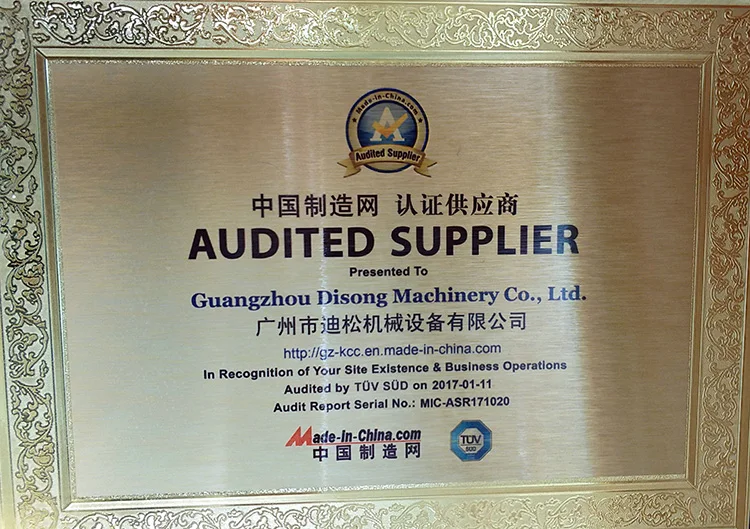 Made-in-China.com
A
Audited Supplier
中国制造网 认证供应商
AUDITED SUPPLIER
Presented To
Guangzhou Disong Machinery Co., Ltd.
广州市迪松机械设备有限公司
http://gz-kcc.en.made-in-china.com
In Recognition of Your Site Existence & Business Operations
Audited by TÜV SÜD on 2017-01-11
Audit Report Serial No.: MIC-ASR171020
Made-in-China.com
中国制造网
TÜV
SÜD